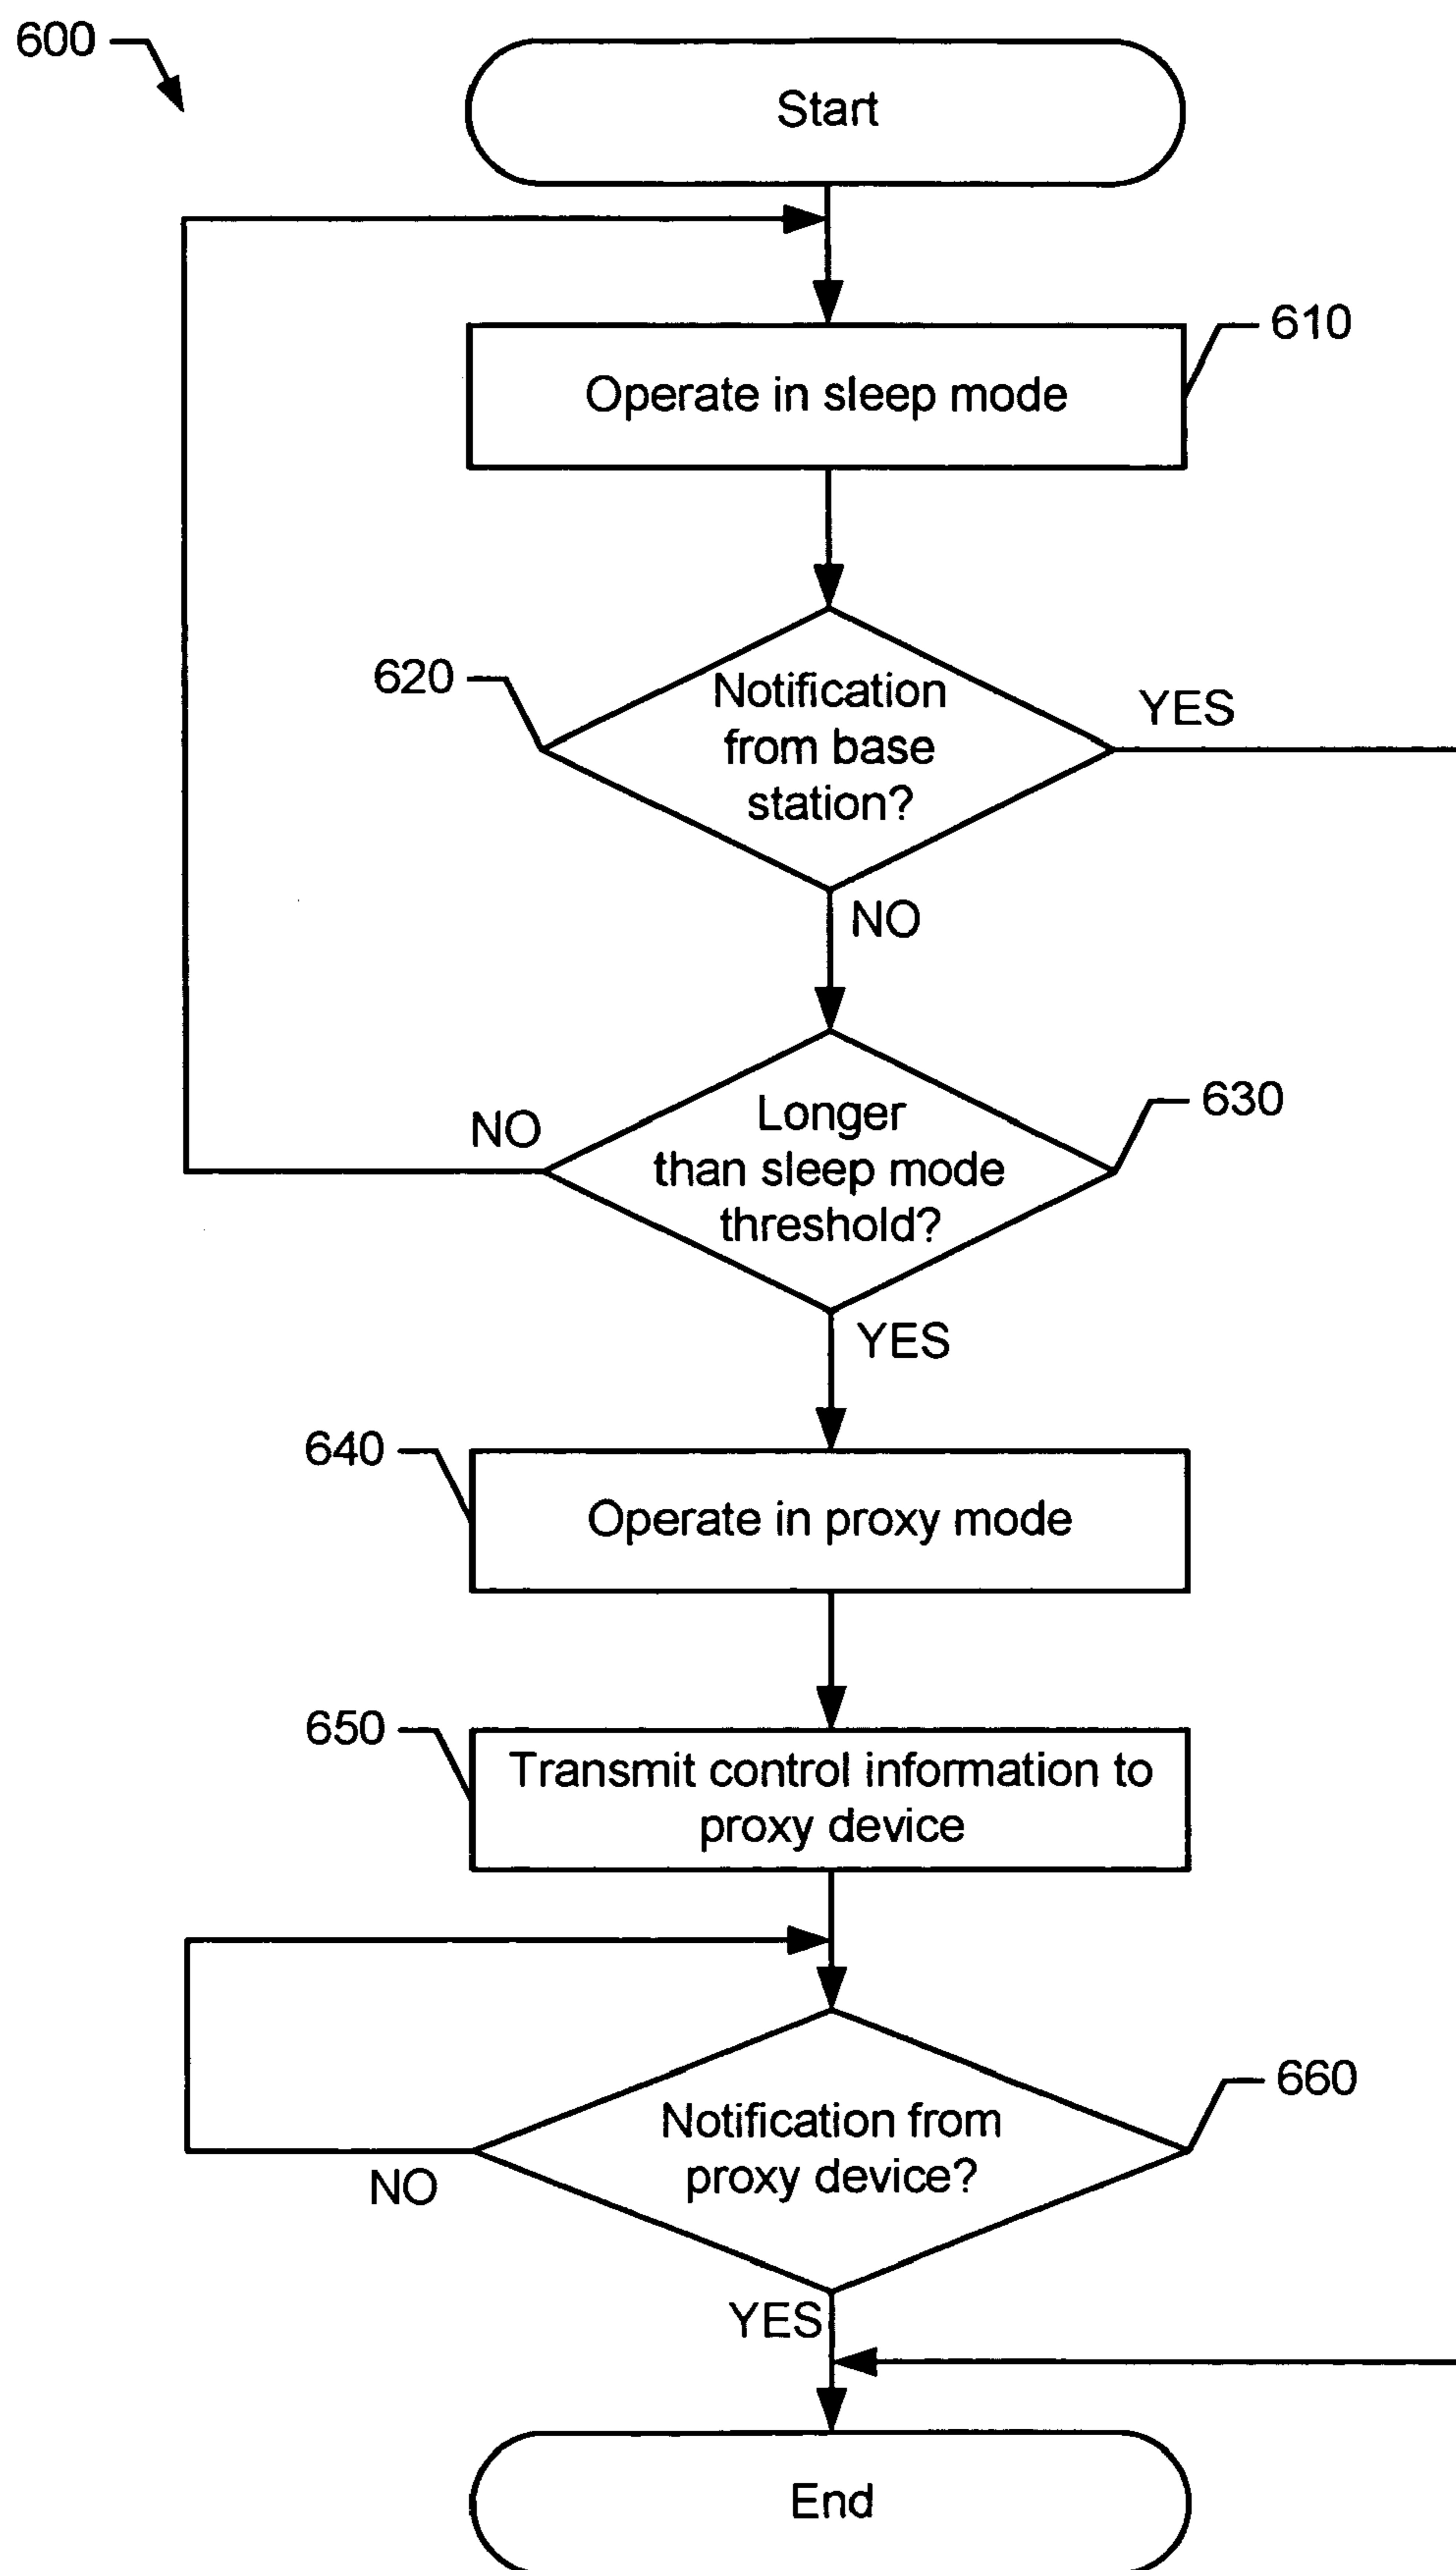 600
Start
610
Operate in sleep mode
620
Notification
from base
station?
YES
NO
630
Longer
than sleep mode
threshold?
NO
YES
640
Operate in proxy mode
650
Transmit control information to
proxy device
660
Notification from
proxy device?
NO
YES
End